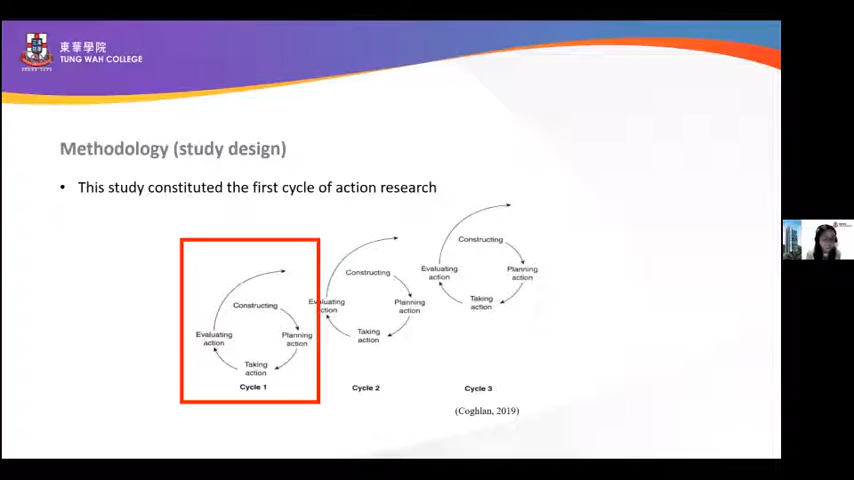 東華學院
TUNG WAH COLLEGE
Methodology (study design)
• This study constituted the first cycle of action research
Constructing
Planning
action
Taking
action
Evaluating
action
Cycle 1
Constructing
Planning
action
Taking
action
Evaluating
action
Cycle 2
Constructing
Planning
action
Taking
action
Evaluating
action
Cycle 3
(Coghlan, 2019)